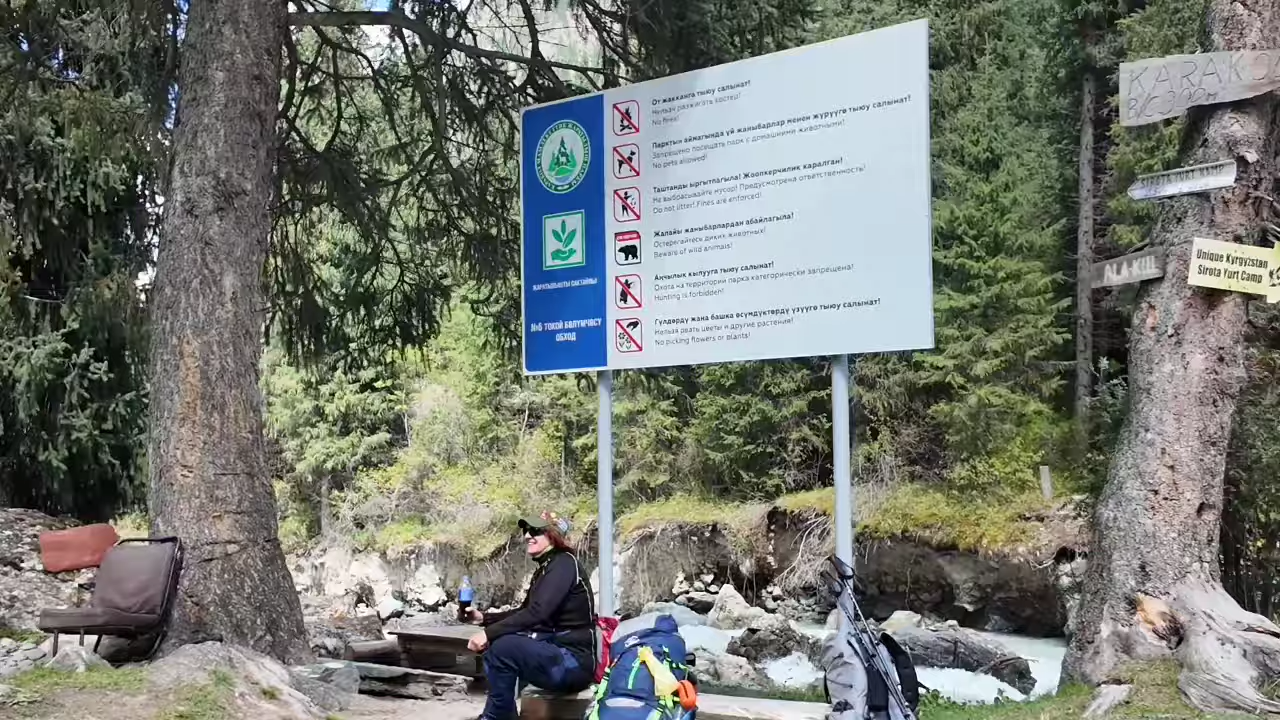 ЖАРАТЫЛЫШТЫ САКТАЙЛЫ
№6 ТОКОЙ БӨЛҮМЧӨСҮ
ОБХОД
От жакканга тыюу салынат!
Нельзя разжигать костры!
No fires!
Парктын аймагында үй жаныбарлар менен жүрүүгө тыюу салынат!
Запрещено посещать парк с домашними животными!
No pets allowed!
Таштанды ыргытпагыла! Жоопкерчилик каралган!
Не выбрасывайте мусор! Предусмотрена ответственность!
Do not litter! Fines are enforced!
Жапайы жаныбарлардан абайлагыла!
Остерегайтесь диких животных!
Beware of wild animals!
Аңчылык кылууга тыюу салынат!
Охота на территории парка категорически запрещена!
Hunting is forbidden!
Гүлдөрдү жана башка өсүмдүктөрдү үзүүгө тыюу салынат!
Нельзя рвать цветы и другие растения!
No picking flowers or plants!
ALA-KUL
Unique Kyrgyzstan
Sirota Yurt Camp